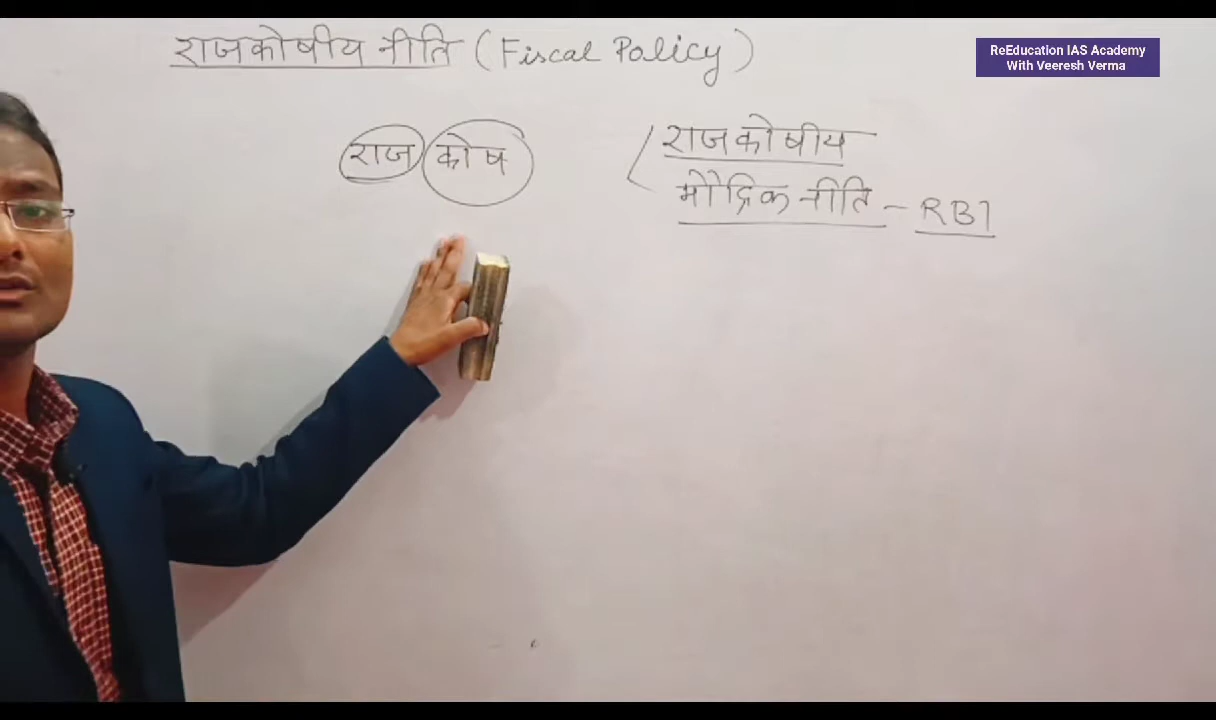 राजकोषीय नीति (Fiscal Policy)
ReEducation IAS Academy
With Veeresh Verma
राज कोष
राजकोषीय
मौद्रिक नीति - RBI